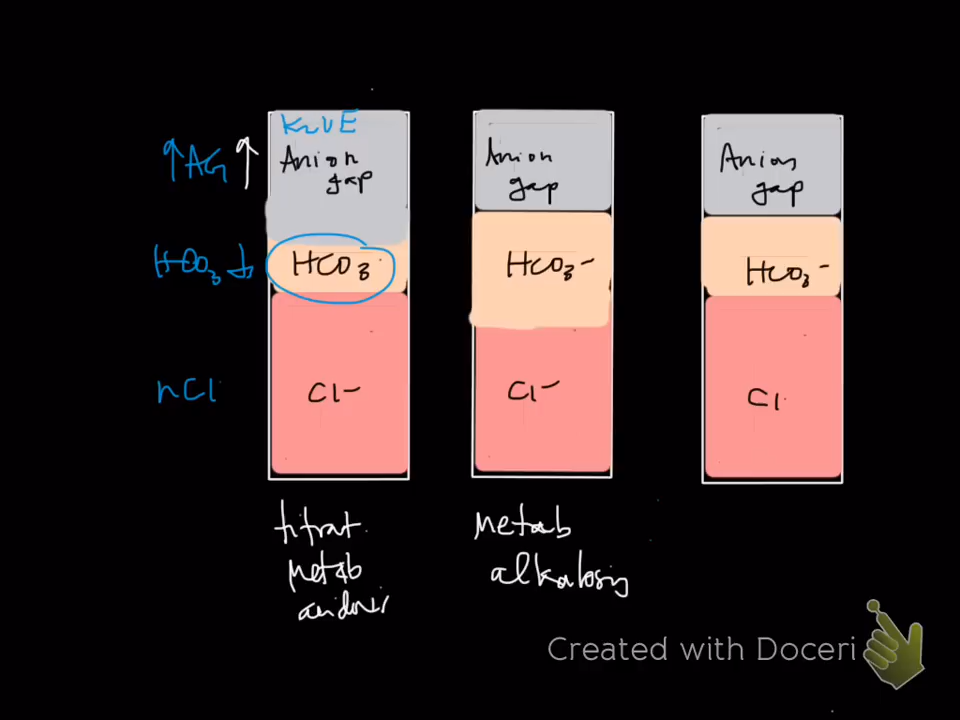 ↑AG ↑
HCO3 ↓
nCl
Anion
gap
HCO3
Cl-
titrat
metab
Anion
gap
HCO3-
Cl-
metab
alkalosis
Anion
gap
HCO3-
Cl
Created with Doceri